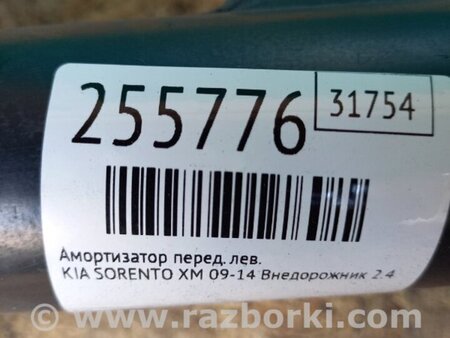 255776
31754
Амортизатор перед. лев.
KIA SORENTO XM 09-14 Внедорожник 2.4
www.razborki.com